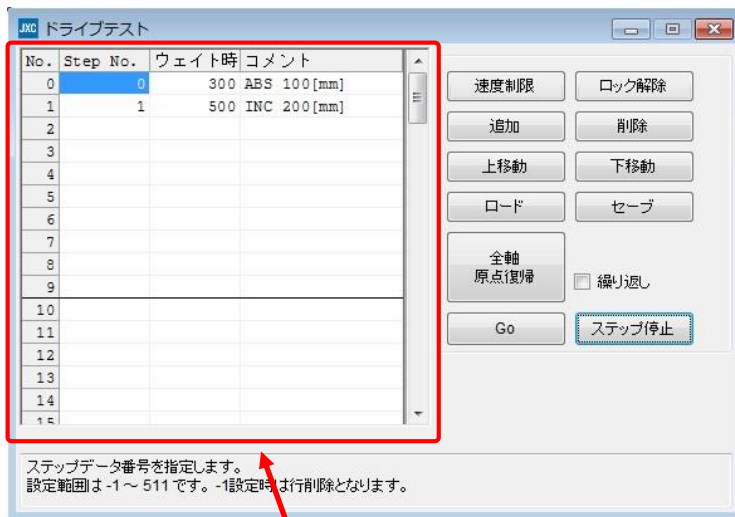 JXC ドライブテスト
No. Step No. ウェイト時 コメント
0 0 300 ABS 100[mm]
1 1 500 INC 200[mm]
2
3
4
5
6
7
8
9
10
11
12
13
14
15
速度制限 ロック解除
追加 削除
上移動 下移動
ロード セーブ
全軸
原点復帰
繰り返し
Go ステップ停止
ステップデータ番号を指定します。
設定範囲は -1 ～ 511 です。-1設定時は行削除となります。